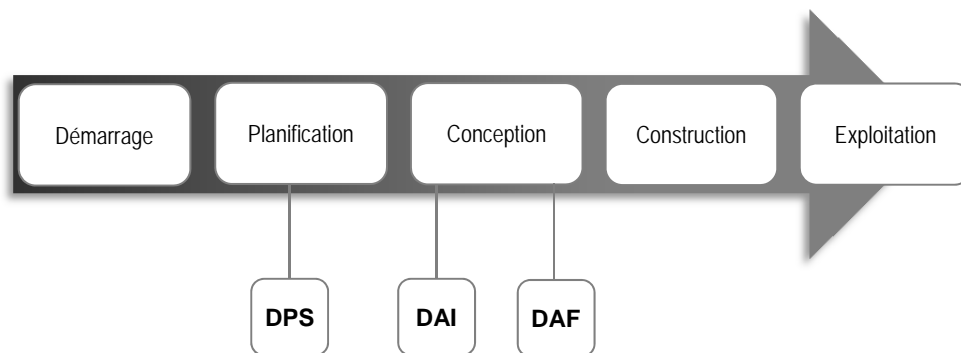 Démarrage
Planification
Conception
Construction
Exploitation
DPS
DAI
DAF